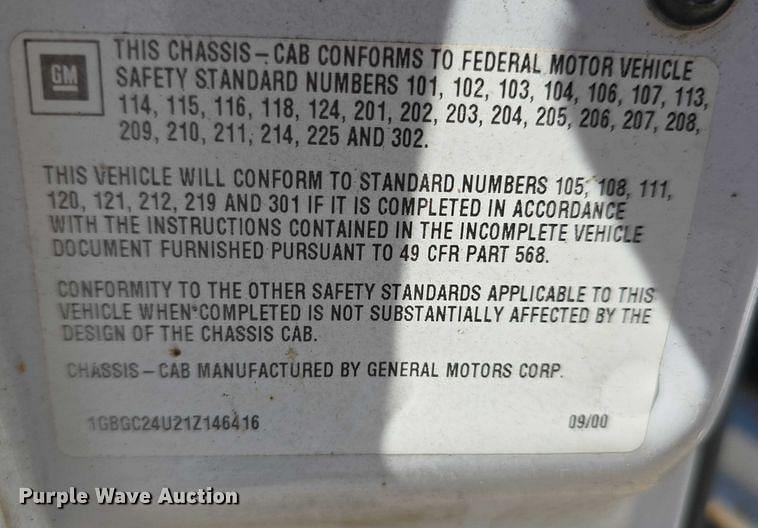 GM
THIS CHASSIS-CAB CONFORMS TO FEDERAL MOTOR VEHICLE
SAFETY STANDARD NUMBERS 101, 102, 103, 104, 106, 107, 113,
114, 115, 116, 118, 124, 201, 202, 203, 204, 205, 206, 207, 208,
209, 210, 211, 214, 225 AND 302.
THIS VEHICLE WILL CONFORM TO STANDARD NUMBERS 105, 108, 111,
120, 121, 212, 219 AND 301 IF IT IS COMPLETED IN ACCORDANCE
WITH THE INSTRUCTIONS CONTAINED IN THE INCOMPLETE VEHICLE
DOCUMENT FURNISHED PURSUANT TO 49 CFR PART 568.
CONFORMITY TO THE OTHER SAFETY STANDARDS APPLICABLE TO THIS
VEHICLE WHEN COMPLETED IS NOT SUBSTANTIALLY AFFECTED BY THE
DESIGN OF THE CHASSIS CAB.
CHASSIS-CAB MANUFACTURED BY GENERAL MOTORS CORP.
1GBGC24U21Z146416 09/00
Purple Wave Auction